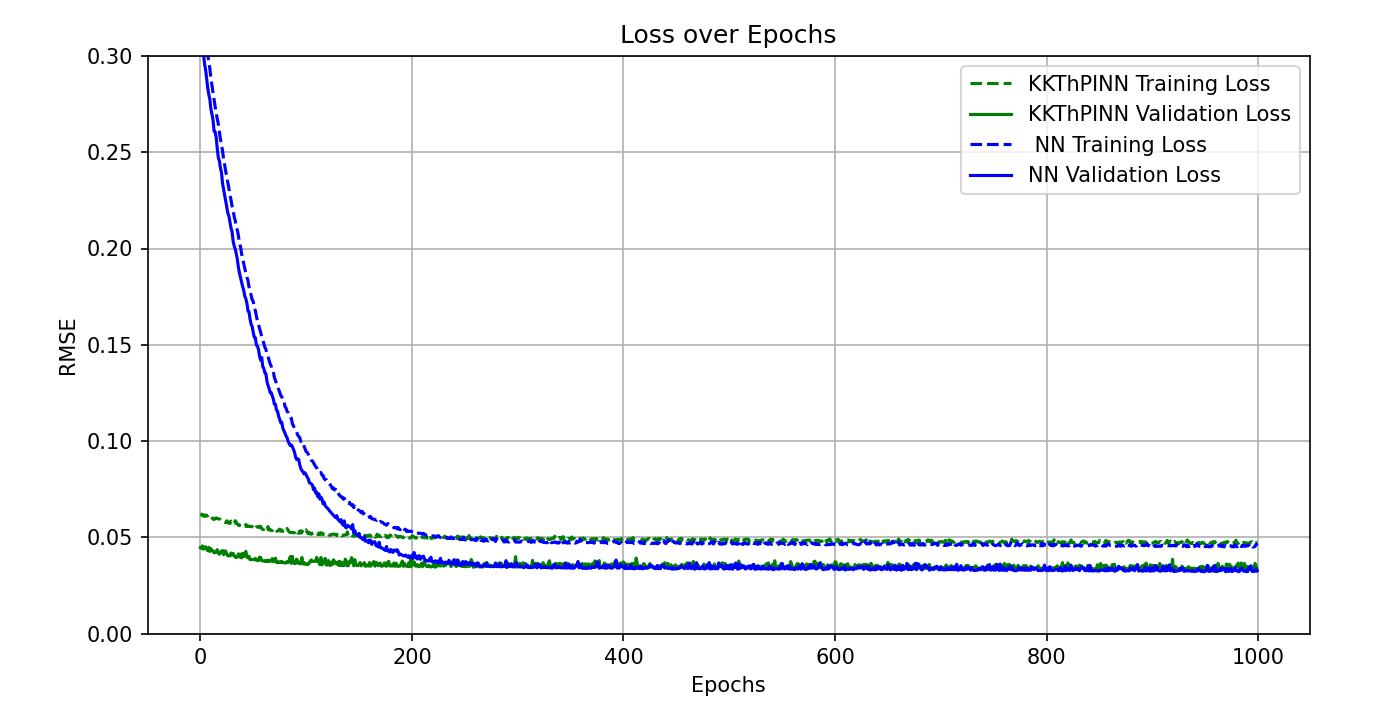 Loss over Epochs
0.30
0.25
0.20
0.15
0.10
0.05
0.00
RMSE
KKThPINN Training Loss
KKThPINN Validation Loss
NN Training Loss
NN Validation Loss
0 200 400 600 800 1000
Epochs